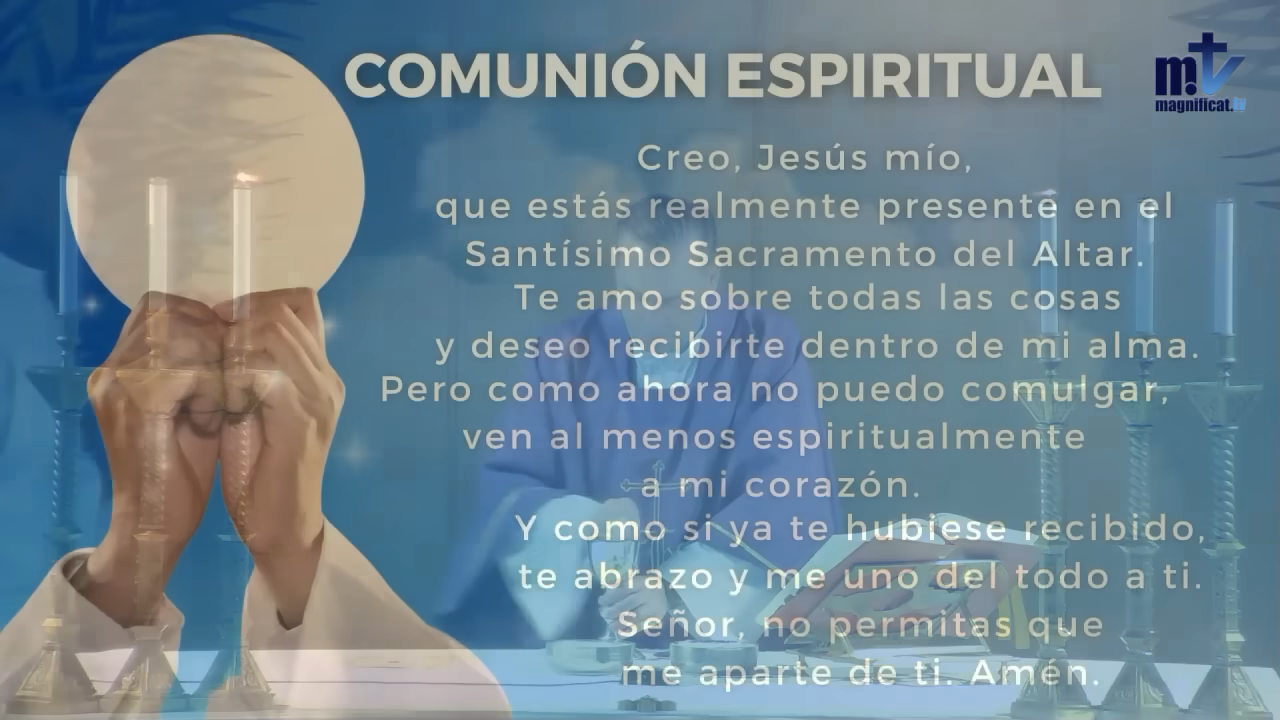 COMUNIÓN ESPIRITUAL
m.tv
magnificat.tv
Creo, Jesús mío,
que estás realmente presente en el
Santísimo Sacramento del Altar.
Te amo sobre todas las cosas
y deseo recibirte dentro de mi alma.
Pero como ahora no puedo comulgar,
ven al menos espiritualmente
a mi corazón.
Y como si ya te hubiese recibido,
te abrazo y me uno del todo a ti.
Señor, no permitas que
me aparte de ti. Amén.